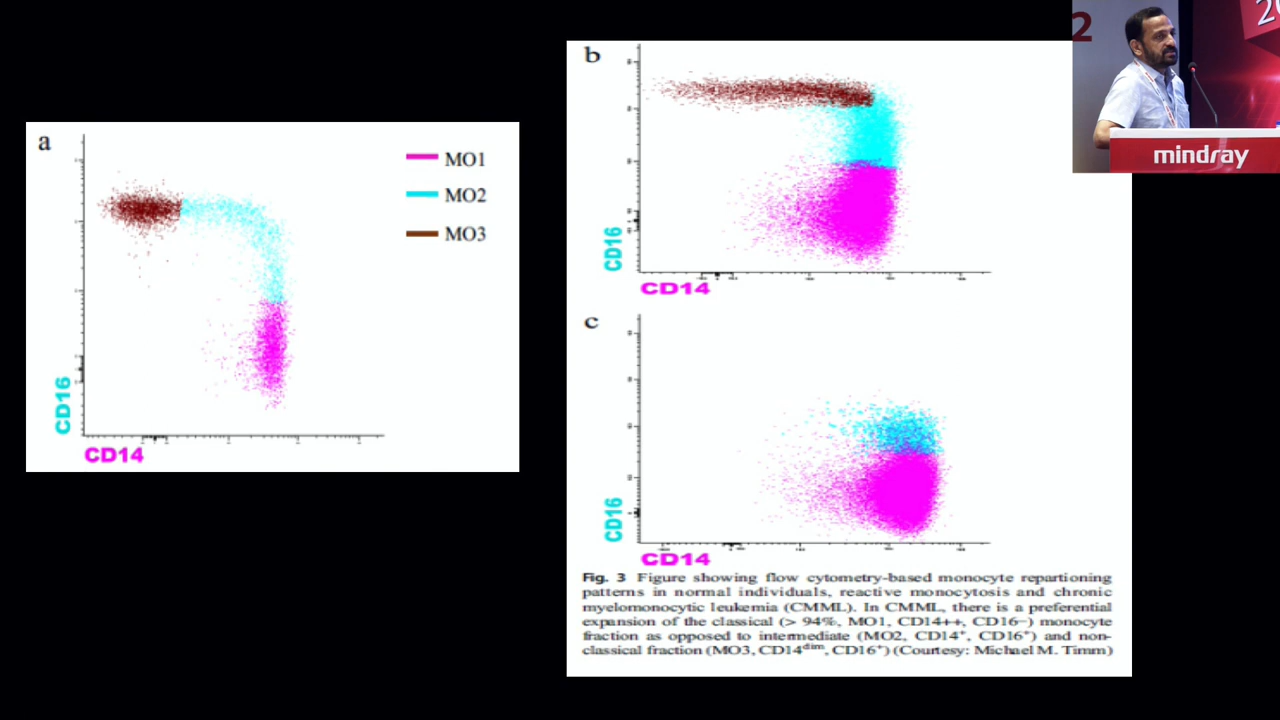 a
MO1
MO2
MO3
CD16
CD14
b
CD16
CD14
c
CD16
CD14
Fig. 3 Figure showing flow cytometry-based monocyte repartioning
patterns in normal individuals, reactive monocytosis and chronic
myelomonocytic leukemia (CMML). In CMML, there is a preferential
expansion of the classical (> 94%, MO1, CD14++, CD16−) monocyte
fraction as opposed to intermediate (MO2, CD14⁺, CD16⁺) and non-
classical fraction (MO3, CD14ᵈⁱᵐ, CD16⁺) (Courtesy: Michael M. Timm)
2
20
mindray